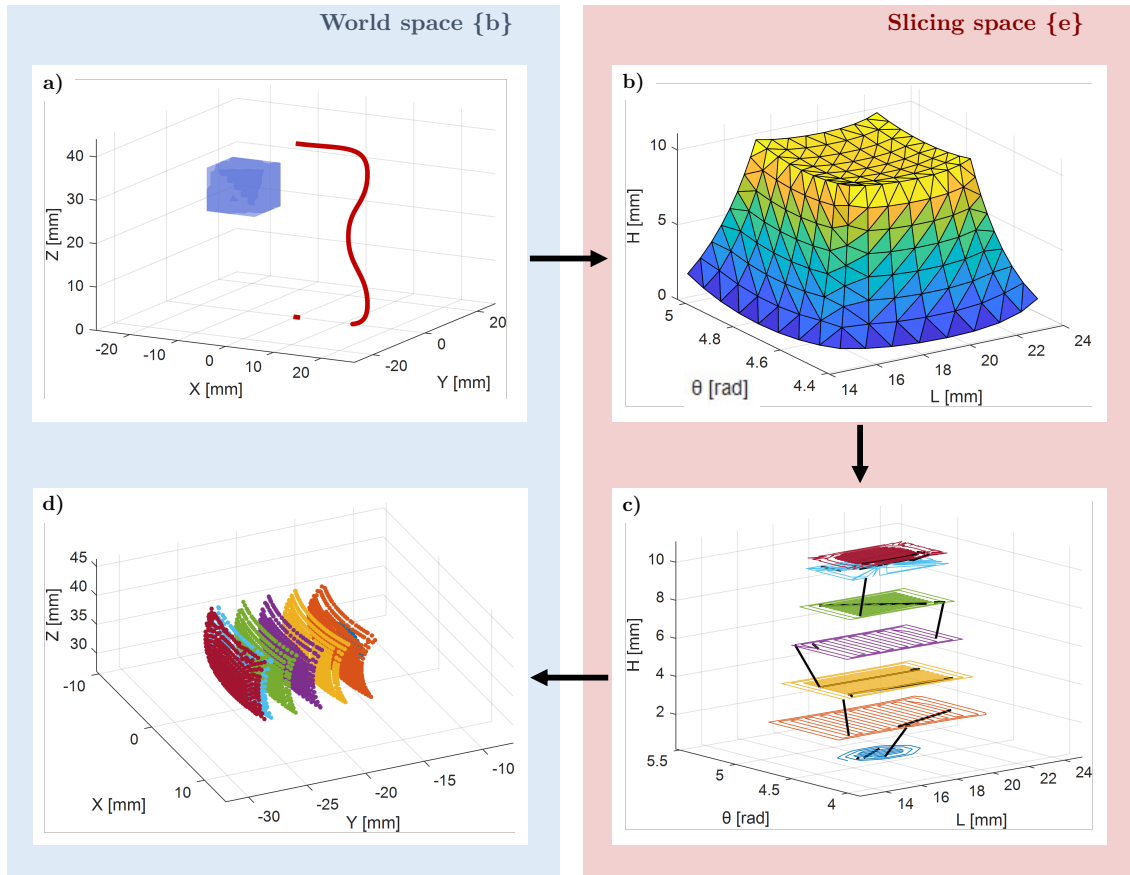 World space {b}
Slicing space {e}
a)
40
30
20
10
0
Z [mm]
-20
-10
0
10
20
X [mm]
-20
0
20
Y [mm]
b)
10
5
0
H [mm]
5
4.8
4.6
4.4
θ [rad]
14
16
18
20
22
24
L [mm]
d)
45
40
35
30
Z [mm]
-10
0
10
X [mm]
-30
-25
-20
-15
-10
Y [mm]
c)
10
8
6
4
2
H [mm]
5.5
5
4.5
4
θ [rad]
14
16
18
20
22
24
L [mm]